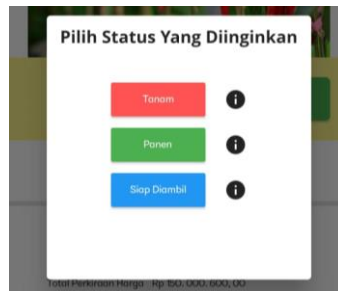 Pilih Status Yang Diinginkan
Tanam
Panen
Siap Diambil
Total Perkiraan Harga : Rp 150. 000. 600, 00